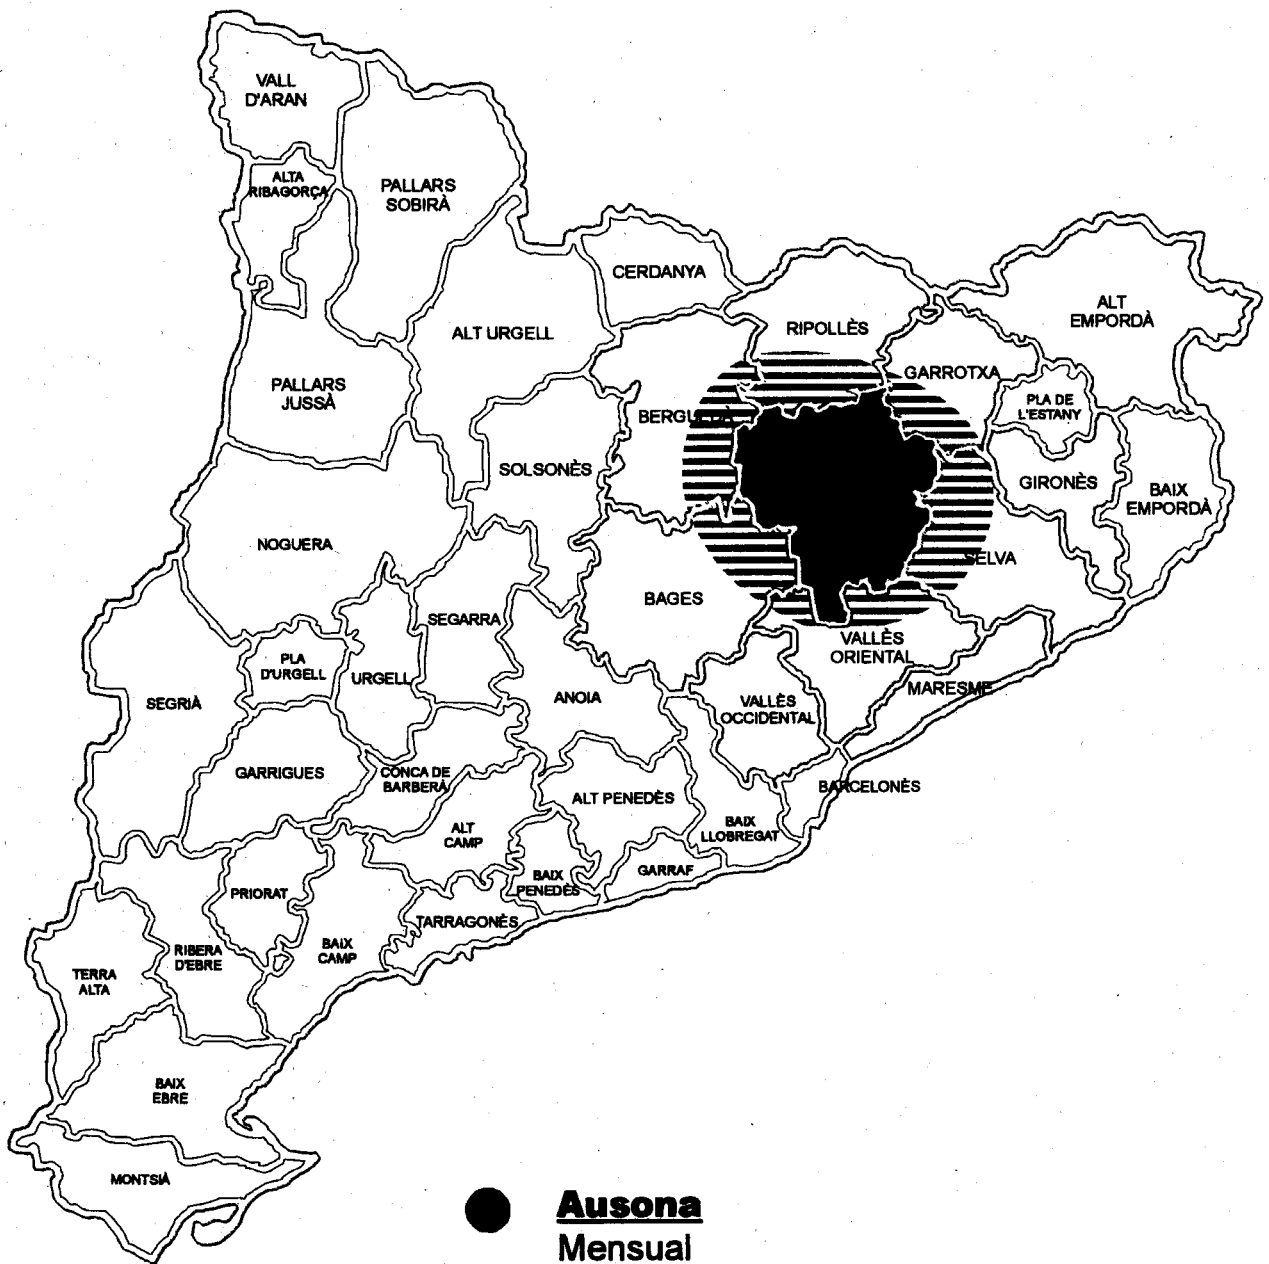 VALL
D'ARAN
ALTA
RIBAGORÇA
PALLARS
SOBIRÀ
CERDANYA
ALT
EMPORDÀ
RIPOLLÈS
ALT URGELL
GARROTXA
PALLARS
JUSSÀ
PLA DE
L'ESTANY
BERGUEDÀ
SOLSONÈS
GIRONÈS
BAIX
EMPORDÀ
NOGUERA
SELVA
BAGES
SEGARRA
VALLÈS
ORIENTAL
PLA
D'URGELL
URGELL
MARESME
ANOIA
SEGRIÀ
VALLÈS
OCCIDENTAL
GARRIGUES
CONCA DE
BARBERÀ
BARCELONÈS
ALT PENEDÈS
ALT
CAMP
BAIX
LLOBREGAT
GARRAF
BAIX
PENEDÈS
PRIORAT
TARRAGONÈS
BAIX
CAMP
RIBERA
D'EBRE
TERRA
ALTA
BAIX
EBRE
MONTSIÀ
Ausona
Mensual